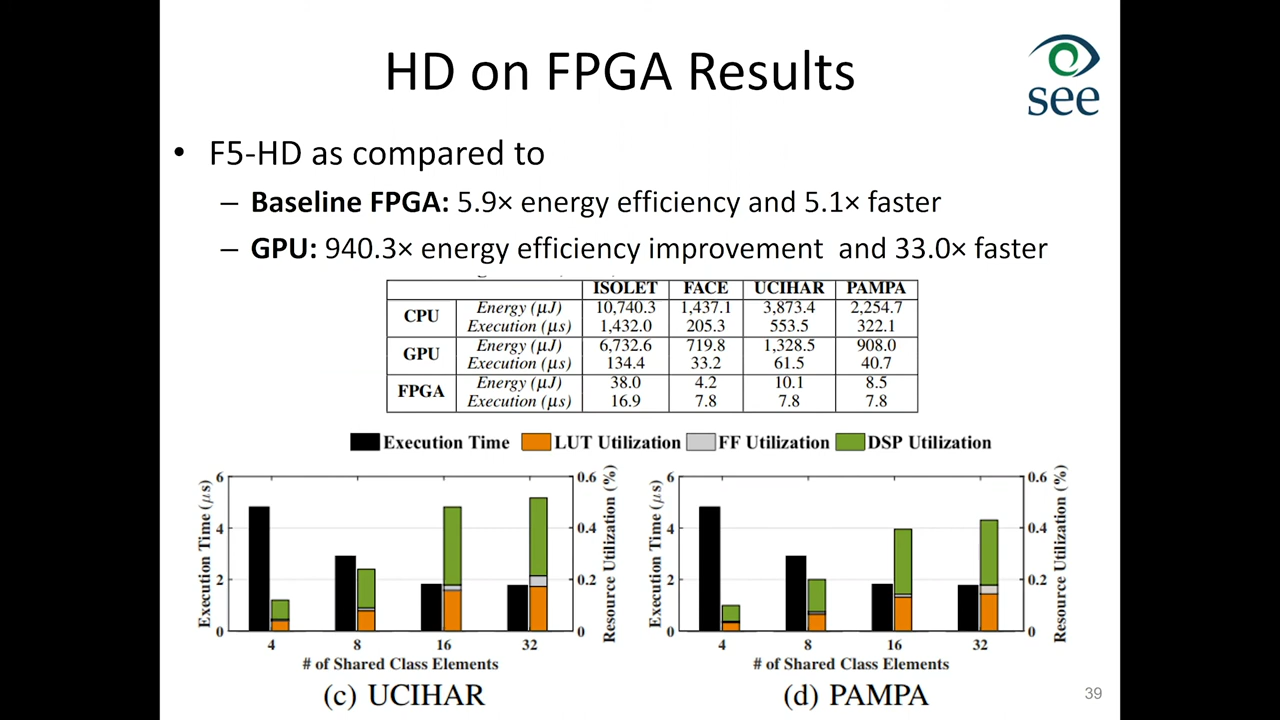 HD on FPGA Results
see
• F5-HD as compared to
– Baseline FPGA: 5.9× energy efficiency and 5.1× faster
– GPU: 940.3× energy efficiency improvement and 33.0× faster
ISOLET FACE UCIHAR PAMPA
CPU Energy (μJ) 10,740.3 1,437.1 3,873.4 2,254.7
Execution (μs) 1,432.0 205.3 553.5 322.1
GPU Energy (μJ) 6,732.6 719.8 1,328.5 908.0
Execution (μs) 134.4 33.2 61.5 40.7
FPGA Energy (μJ) 38.0 4.2 10.1 8.5
Execution (μs) 16.9 7.8 7.8 7.8
Execution Time LUT Utilization FF Utilization DSP Utilization
Execution Time (μs)
6
4
2
0
0.6
0.4
0.2
0
Resource Utilization (%)
4 8 16 32
# of Shared Class Elements
(c) UCIHAR
Execution Time (μs)
6
4
2
0
0.6
0.4
0.2
0
Resource Utilization (%)
4 8 16 32
# of Shared Class Elements
(d) PAMPA
39